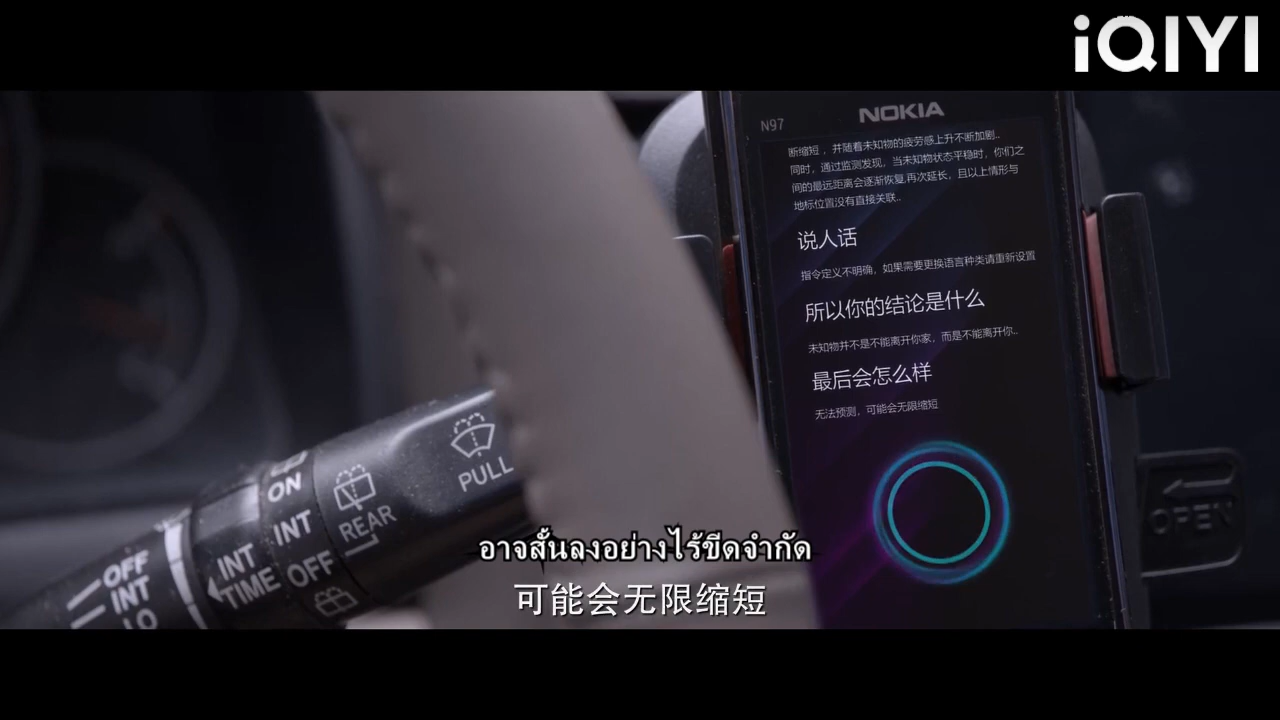 iQIYI
NOKIA
N97
断缩短，并随着未知物的疲劳感上升不断加剧..
同时，通过监测发现，当未知物状态平稳时，你们之
间的最远距离会逐渐恢复,再次延长，且以上情形与
地标位置没有直接关联..
说人话
指令定义不明确，如果需要更换语言种类请重新设置
所以你的结论是什么
未知物并不是不能离开你家，而是不能离开你..
最后会怎么样
无法预测，可能会无限缩短
PULL
ON
REAR
INT
OFF
INT
TIME
OFF
INT
LO
OPEN
อาจสั้นลงอย่างไร้ขีดจำกัด
可能会无限缩短